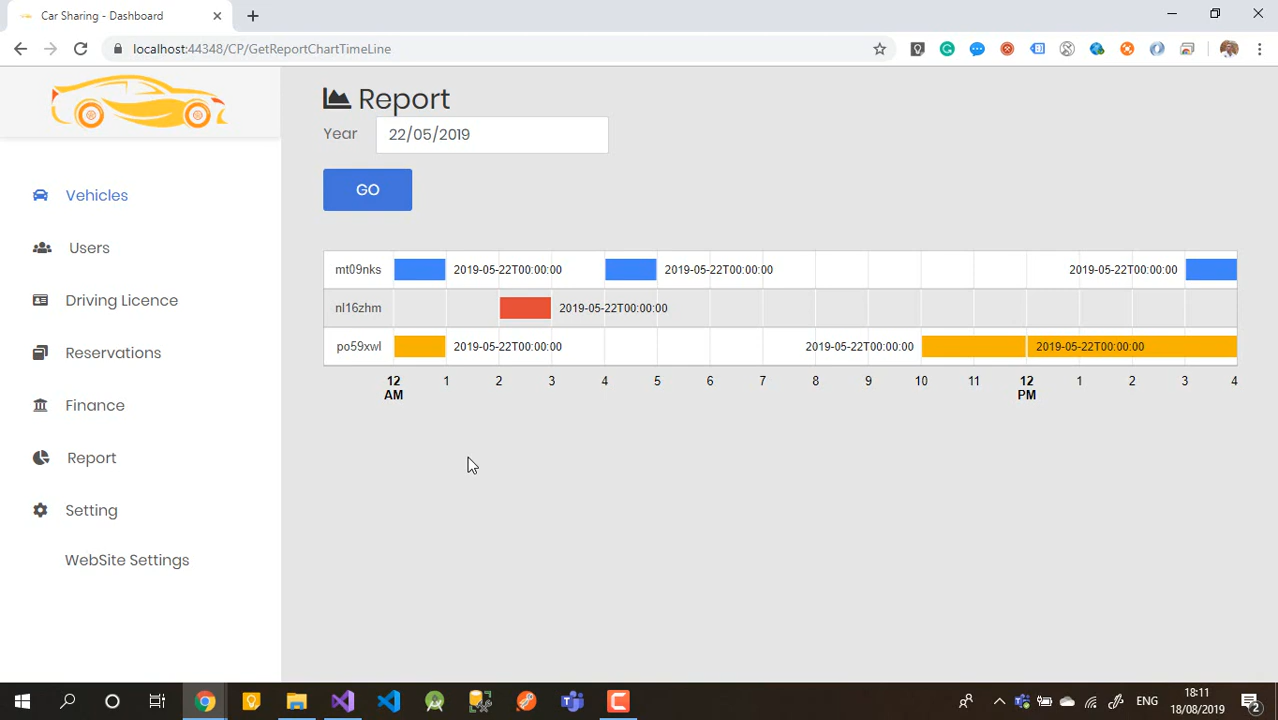 Car Sharing - Dashboard
localhost:44348/CP/GetReportChartTimeLine
Vehicles
Users
Driving Licence
Reservations
Finance
Report
Setting
WebSite Settings
Report
Year 22/05/2019
GO
mt09nks 2019-05-22T00:00:00 2019-05-22T00:00:00 2019-05-22T00:00:00
nl16zhm 2019-05-22T00:00:00
po59xwl 2019-05-22T00:00:00 2019-05-22T00:00:00 2019-05-22T00:00:00
12 1 2 3 4 5 6 7 8 9 10 11 12 1 2 3 4
AM PM
ENG
18:11
18/08/2019
2